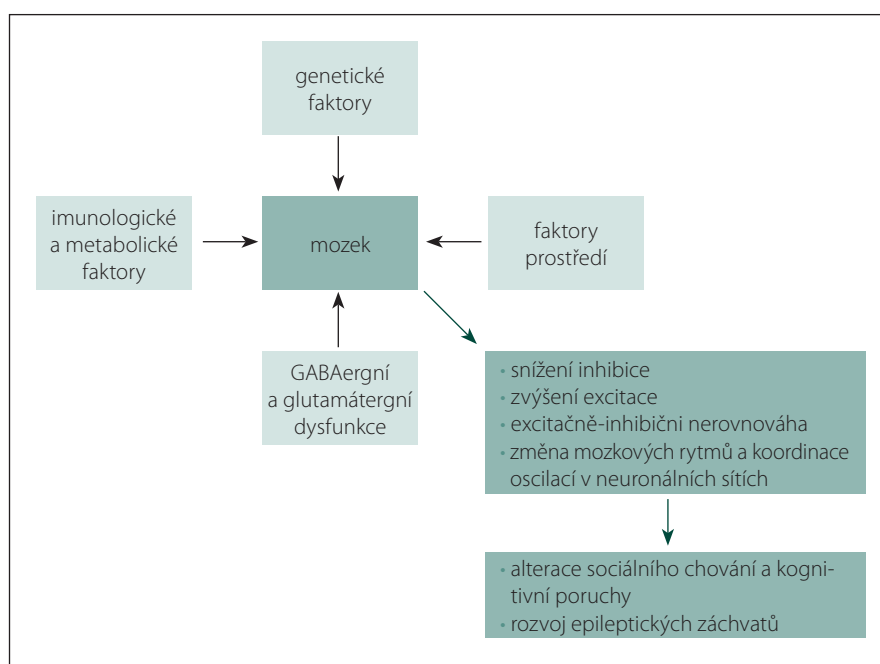 genetické
faktory
imunologické
a metabolické
faktory
mozek
faktory
prostředí
GABAergní
a glutamátergní
dysfunkce
• snížení inhibice
• zvýšení excitace
• excitačně-inhibični nerovnováha
• změna mozkových rytmů a koordinace
oscilací v neuronálních sítích
• alterace sociálního chování a kogni-
tivní poruchy
• rozvoj epileptických záchvatů